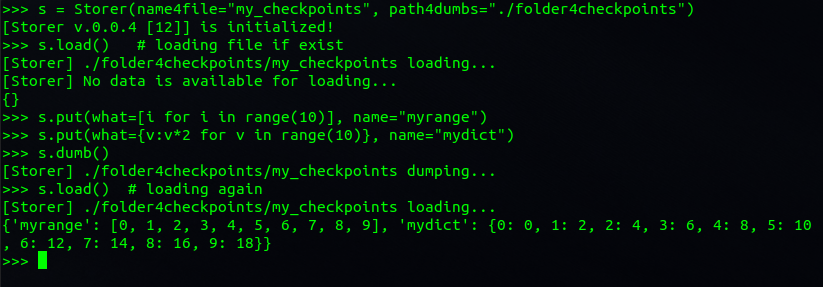 >>> s = Storer(name4file="my_checkpoints", path4dumbs="./folder4checkpoints")
[Storer v.0.0.4 [12]] is initialized!
>>> s.load()   # loading file if exist
[Storer] ./folder4checkpoints/my_checkpoints loading...
[Storer] No data is available for loading...
{}
>>> s.put(what=[i for i in range(10)], name="myrange")
>>> s.put(what={v:v*2 for v in range(10)}, name="mydict")
>>> s.dumb()
[Storer] ./folder4checkpoints/my_checkpoints dumping...
>>> s.load()  # loading again
[Storer] ./folder4checkpoints/my_checkpoints loading...
{'myrange': [0, 1, 2, 3, 4, 5, 6, 7, 8, 9], 'mydict': {0: 0, 1: 2, 2: 4, 3: 6, 4: 8, 5: 10
, 6: 12, 7: 14, 8: 16, 9: 18}}
>>>